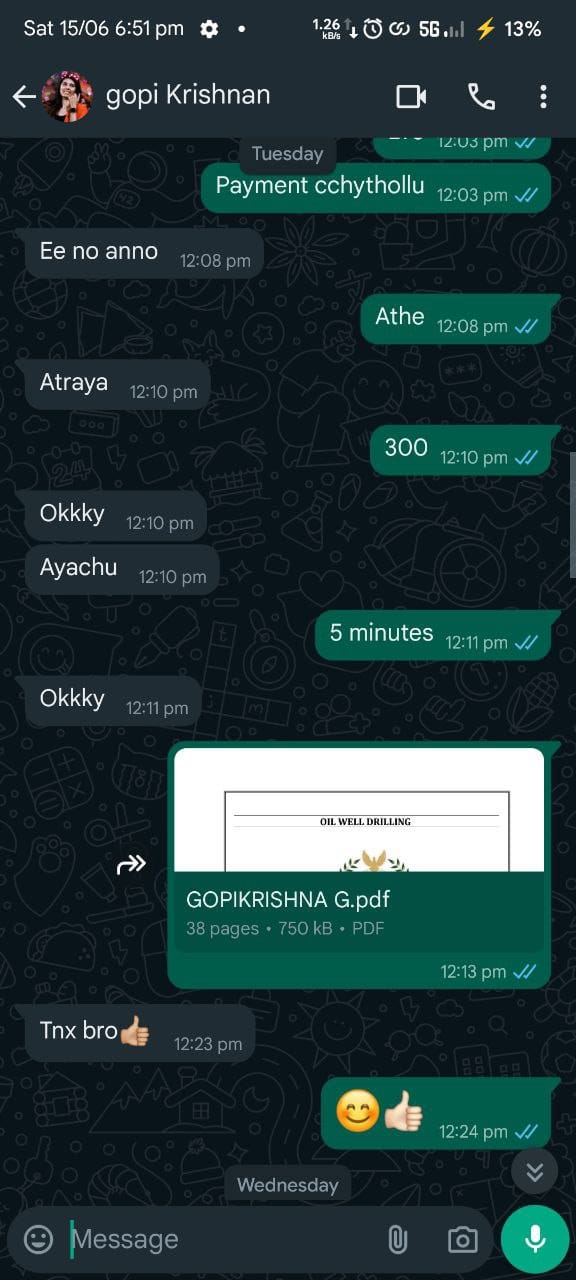 Sat 15/06 6:51 pm
1.26 kB/s 5G 13%
gopi Krishnan
12:03 pm
Tuesday
Payment cchythollu 12:03 pm
Ee no anno 12:08 pm
Athe 12:08 pm
Atraya 12:10 pm
300 12:10 pm
Okkky 12:10 pm
Ayachu 12:10 pm
5 minutes 12:11 pm
Okkky 12:11 pm
OIL WELL DRILLING
GOPIKRISHNA G.pdf
38 pages • 750 kB • PDF
12:13 pm
Tnx bro👍🏼 12:23 pm
😊👍🏼 12:24 pm
Wednesday
Message